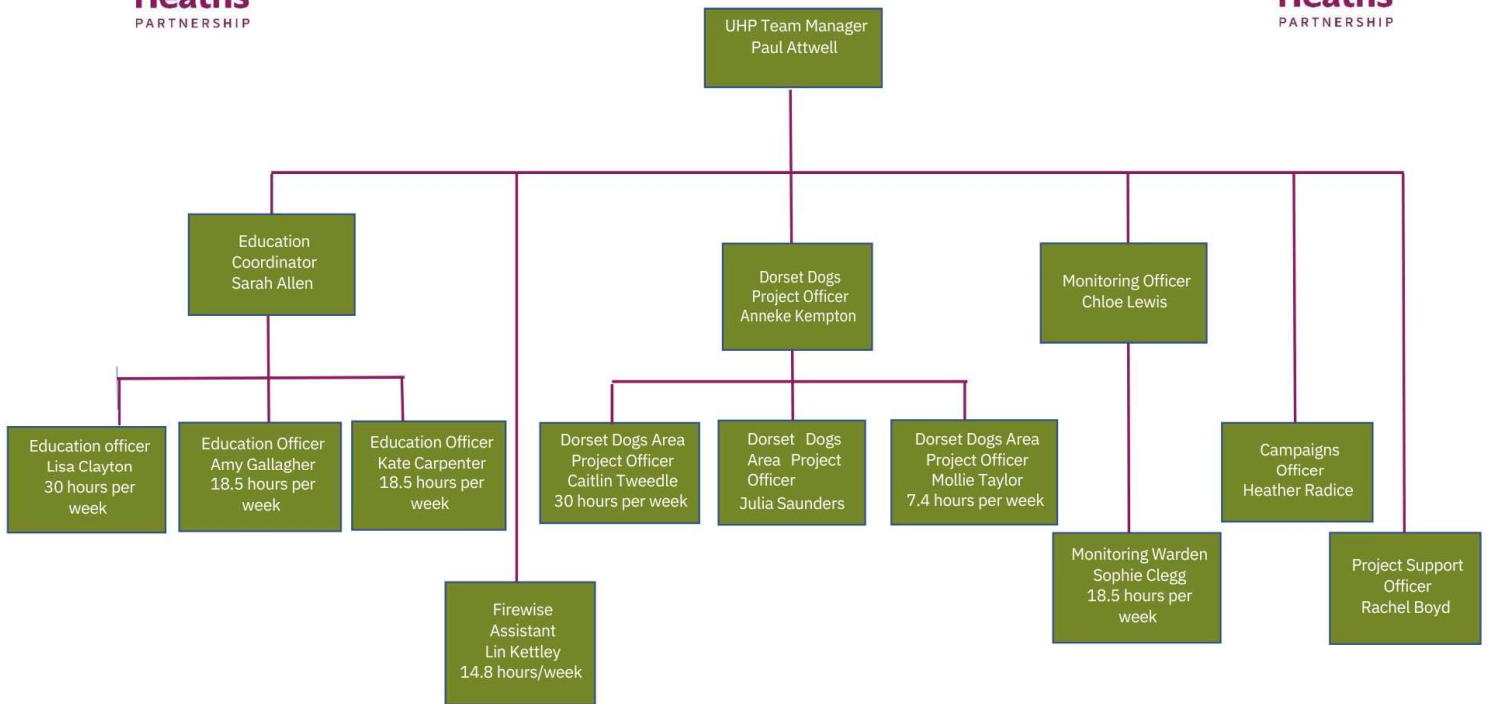 PARTNERSHIP
PARTNERSHIP
UHP Team Manager
Paul Attwell
Education
Coordinator
Sarah Allen
Dorset Dogs
Project Officer
Anneke Kempton
Monitoring Officer
Chloe Lewis
Education officer
Lisa Clayton
30 hours per
week
Education Officer
Amy Gallagher
18.5 hours per
week
Education Officer
Kate Carpenter
18.5 hours per
week
Dorset Dogs Area
Project Officer
Caitlin Tweedle
30 hours per week
Dorset Dogs
Area Project
Officer
Julia Saunders
Dorset Dogs Area
Project Officer
Mollie Taylor
7.4 hours per week
Campaigns
Officer
Heather Radice
Monitoring Warden
Sophie Clegg
18.5 hours per
week
Project Support
Officer
Rachel Boyd
Firewise
Assistant
Lin Kettley
14.8 hours/week